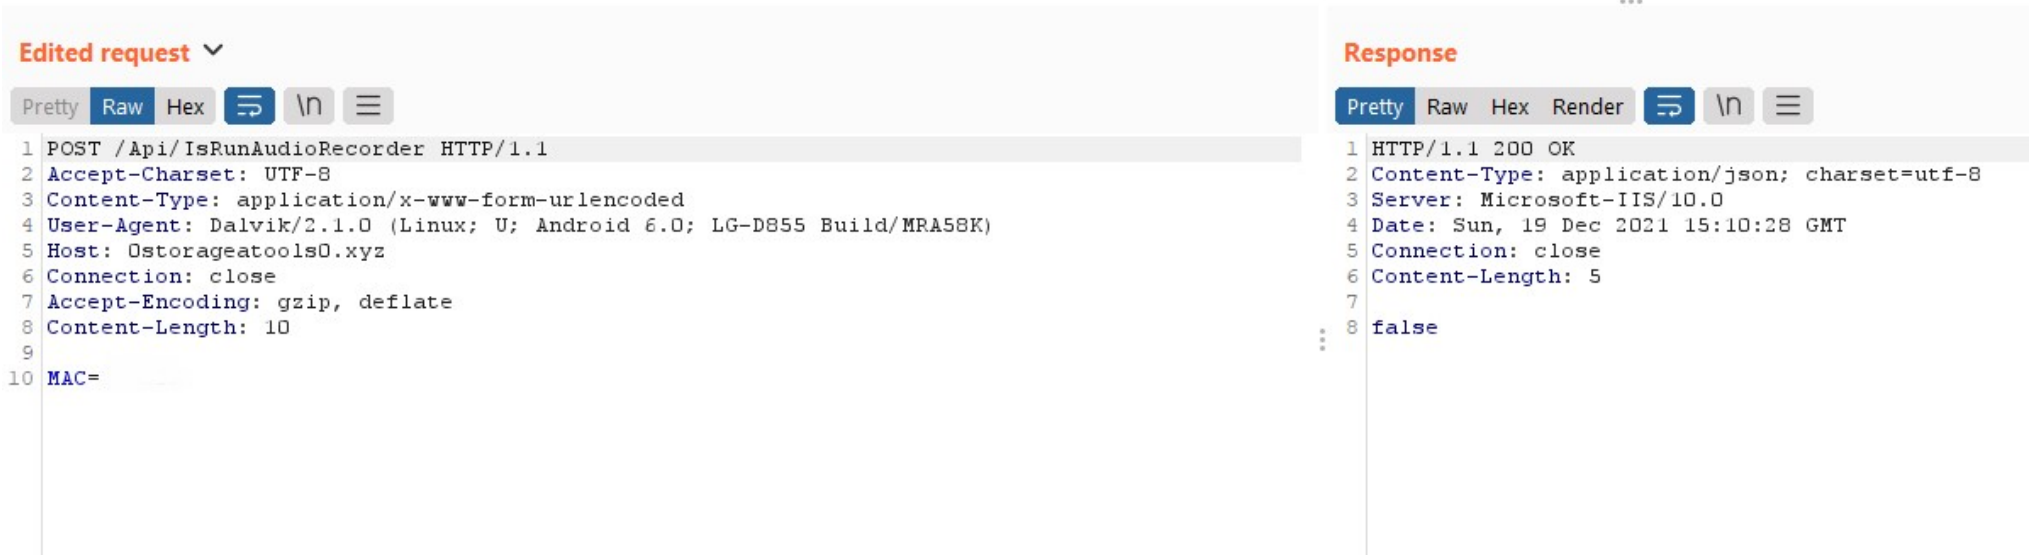 Edited request
Pretty Raw Hex \n
1 POST /Api/IsRunAudioRecorder HTTP/1.1
2 Accept-Charset: UTF-8
3 Content-Type: application/x-www-form-urlencoded
4 User-Agent: Dalvik/2.1.0 (Linux; U; Android 6.0; LG-D855 Build/MRA58K)
5 Host: 0storageatools0.xyz
6 Connection: close
7 Accept-Encoding: gzip, deflate
8 Content-Length: 10
9
10 MAC=
Response
Pretty Raw Hex Render \n
1 HTTP/1.1 200 OK
2 Content-Type: application/json; charset=utf-8
3 Server: Microsoft-IIS/10.0
4 Date: Sun, 19 Dec 2021 15:10:28 GMT
5 Connection: close
6 Content-Length: 5
7
8 false